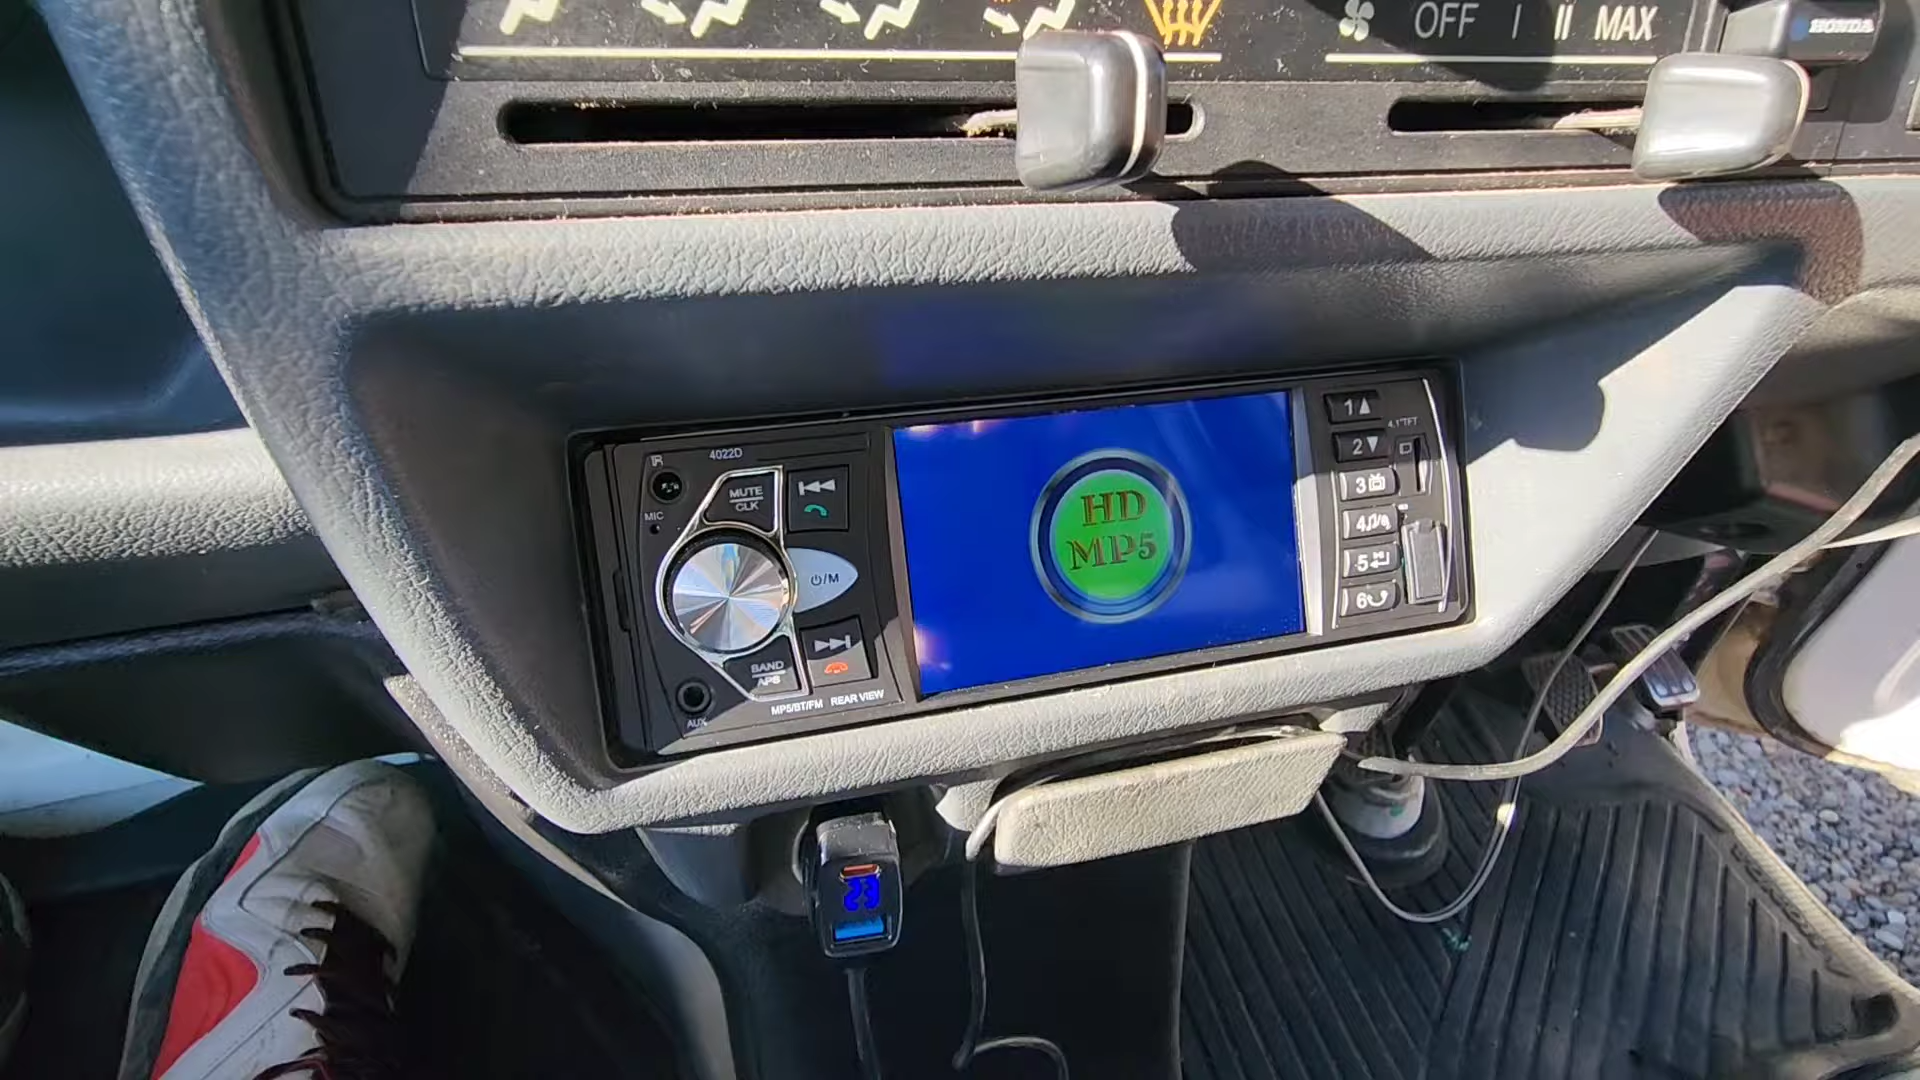 OFF I II MAX
HONDA
IR
4022D
MIC
MUTE
CLK
⏻/M
BAND
APS
AUX
MP5/BT/FM REAR VIEW
HD
MP5
1
4.1"TFT
2
3
4
5
6